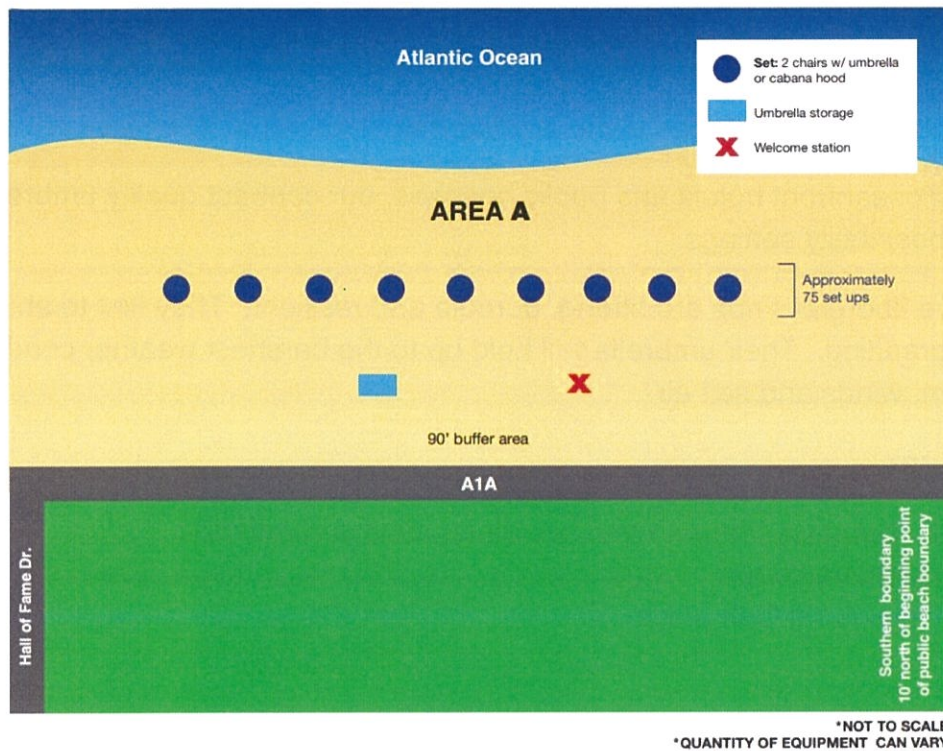 Atlantic Ocean
Set: 2 chairs w/ umbrella
or cabana hood
Umbrella storage
Welcome station
AREA A
Approximately
75 set ups
90' buffer area
A1A
Hall of Fame Dr.
Southern boundary
10' north of beginning point
of public beach boundary
*NOT TO SCALE
*QUANTITY OF EQUIPMENT CAN VARY